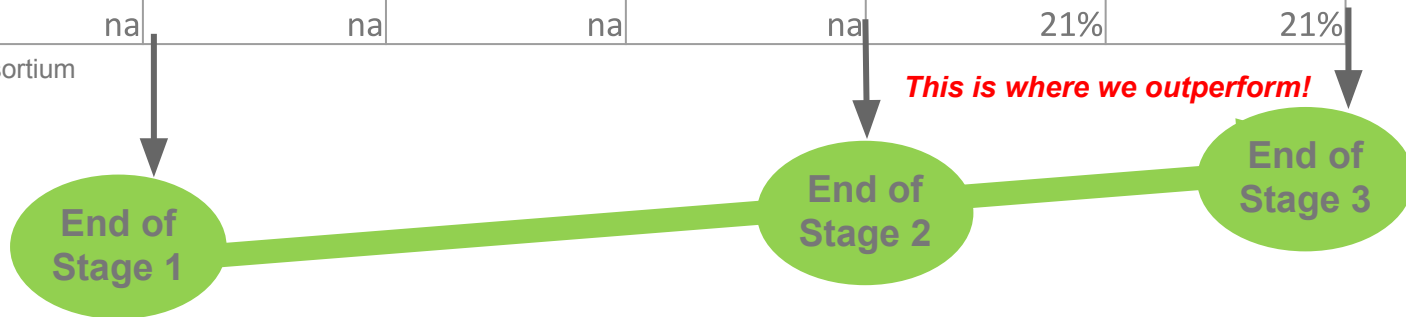 na na na na 21% 21%
ortium
This is where we outperform!
End of
Stage 3
End of
Stage 2
End of
Stage 1